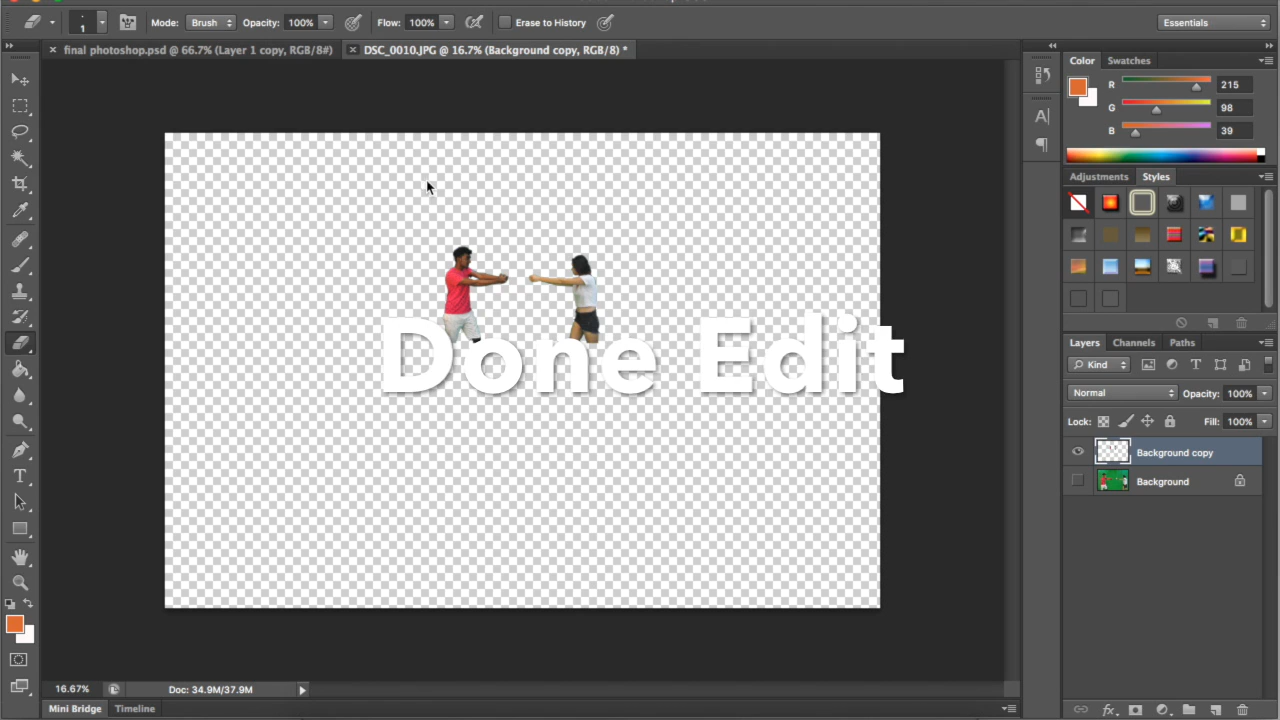 Mode: Brush Opacity: 100% Flow: 100% Erase to History Essentials
1
final photoshop.psd @ 66.7% (Layer 1 copy, RGB/8#) DSC_0010.JPG @ 16.7% (Background copy, RGB/8) *
Color Swatches
R 215
G 98
B 39
Adjustments Styles
Done Edit
Layers Channels Paths
Kind
Normal Opacity: 100%
Lock: Fill: 100%
Background copy
Background
16.67% Doc: 34.9M/37.9M
Mini Bridge Timeline